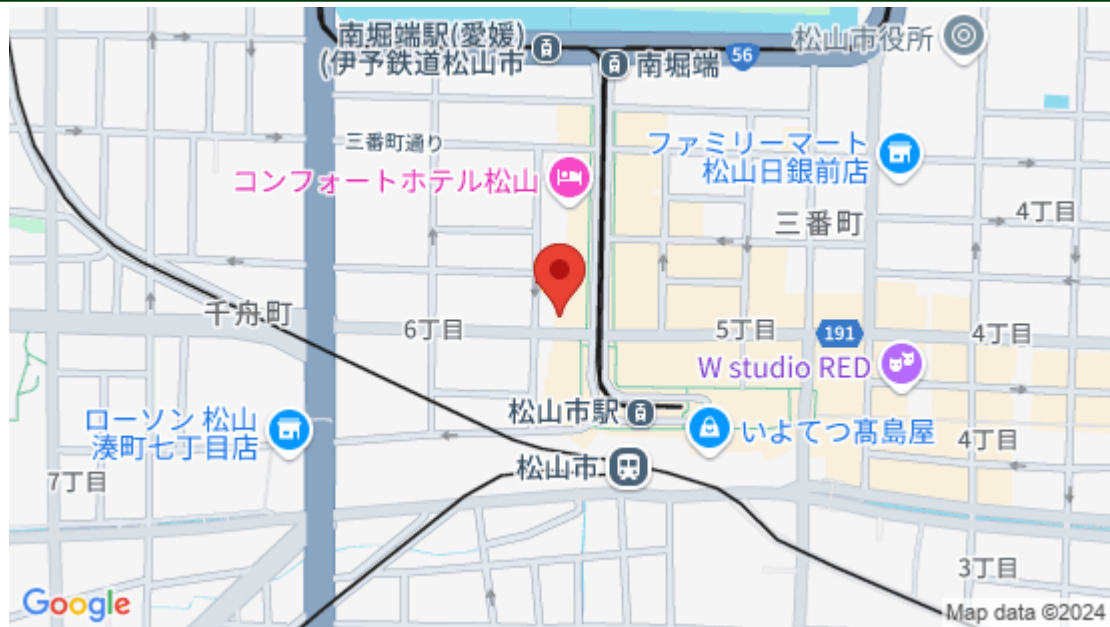 南堀端駅(愛媛)
(伊予鉄道松山市
南堀端
56
松山市役所
三番町通り
ファミリーマート
松山日銀前店
コンフォートホテル松山
三番町
4丁目
千舟町
6丁目
5丁目
191
4丁目
W studio RED
松山市駅
いよてつ髙島屋
ローソン 松山
湊町七丁目店
4丁目
松山市
7丁目
3丁目
Google
Map data ©2024